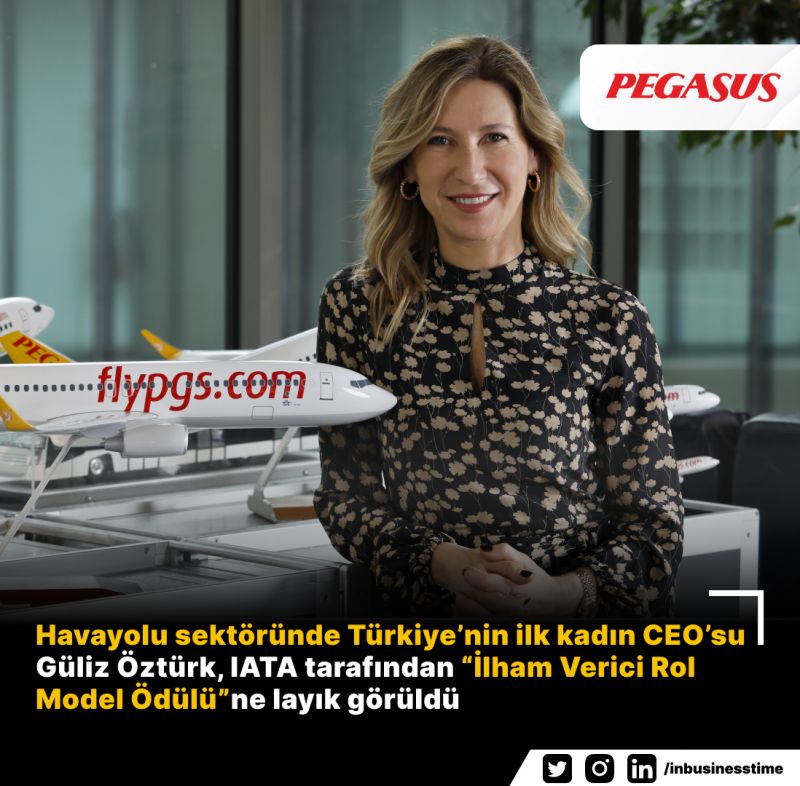 PEGASUS
PEG
flypgs.com
Havayolu sektöründe Türkiye’nin ilk kadın CEO’su
Güliz Öztürk, IATA tarafından “İlham Verici Rol
Model Ödülü”ne layık görüldü
/inbusinesstime